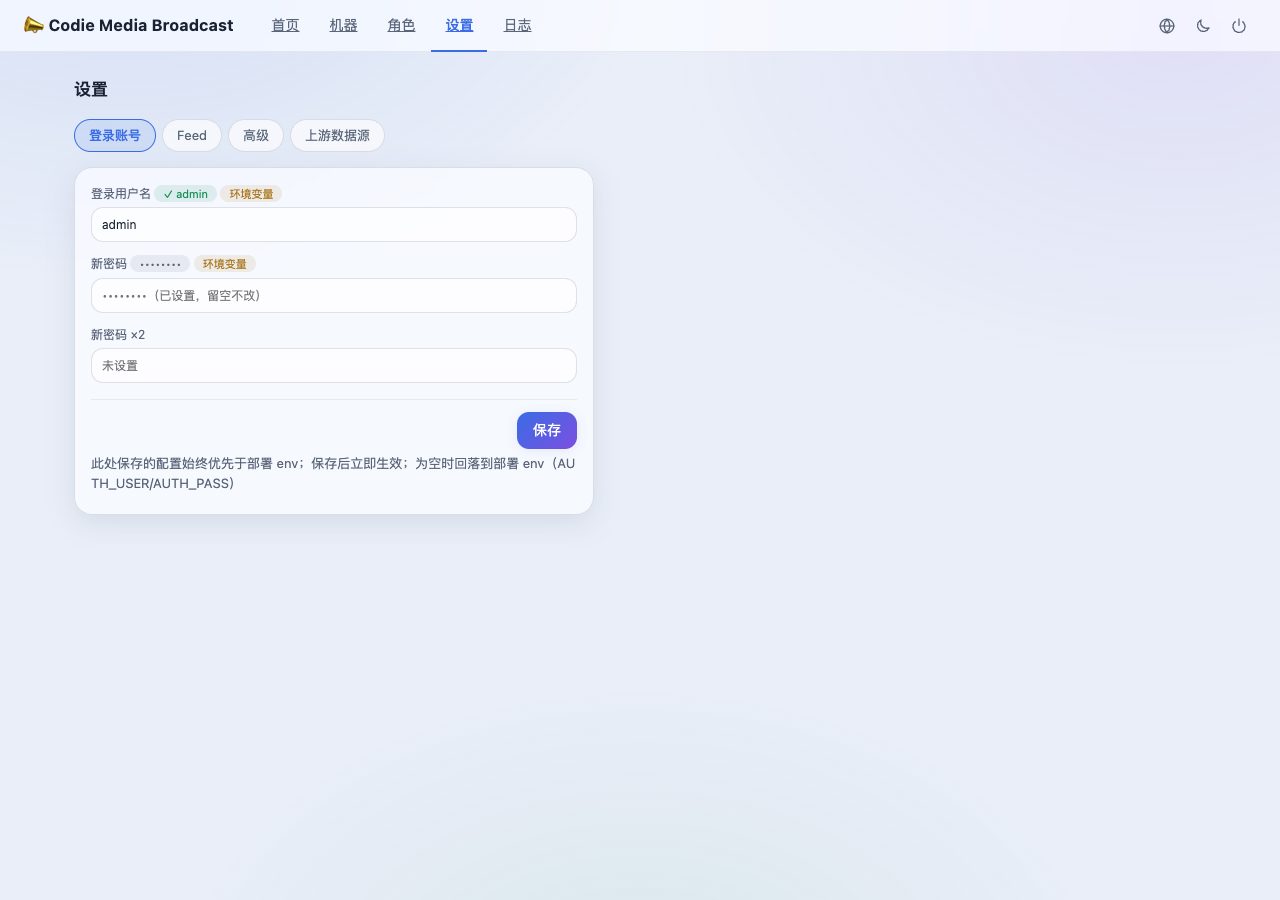 Codie Media Broadcast 首页 机器 角色 设置 日志
设置
登录账号 Feed 高级 上游数据源
登录用户名 ✓ admin 环境变量
admin
新密码 •••••••• 环境变量
••••••••（已设置，留空不改）
新密码 ×2
未设置
保存
此处保存的配置始终优先于部署 env；保存后立即生效；为空时回落到部署 env（AU
TH_USER/AUTH_PASS）